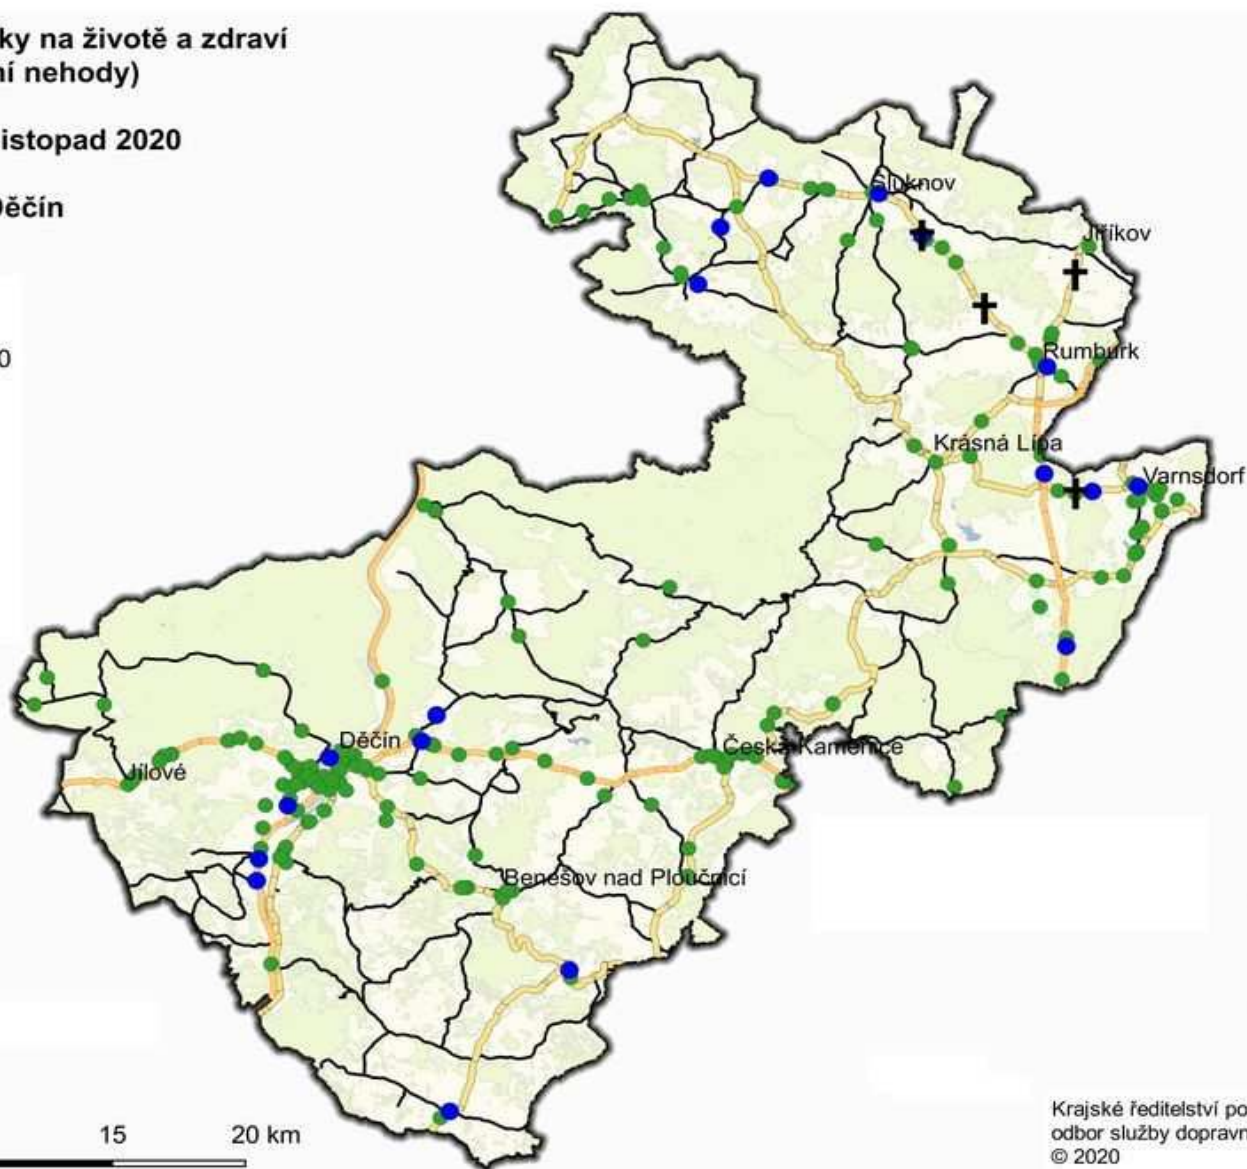 ky na životě a zdraví
ní nehody)
istopad 2020
Děčín
0
Šluknov
Jiříkov
Rumburk
Krásná Lípa
Varnsdorf
Děčín
Česká Kamenice
Jílové
Benešov nad Ploučnicí
15 20 km
Krajské ředitelství po
odbor služby dopravn
© 2020